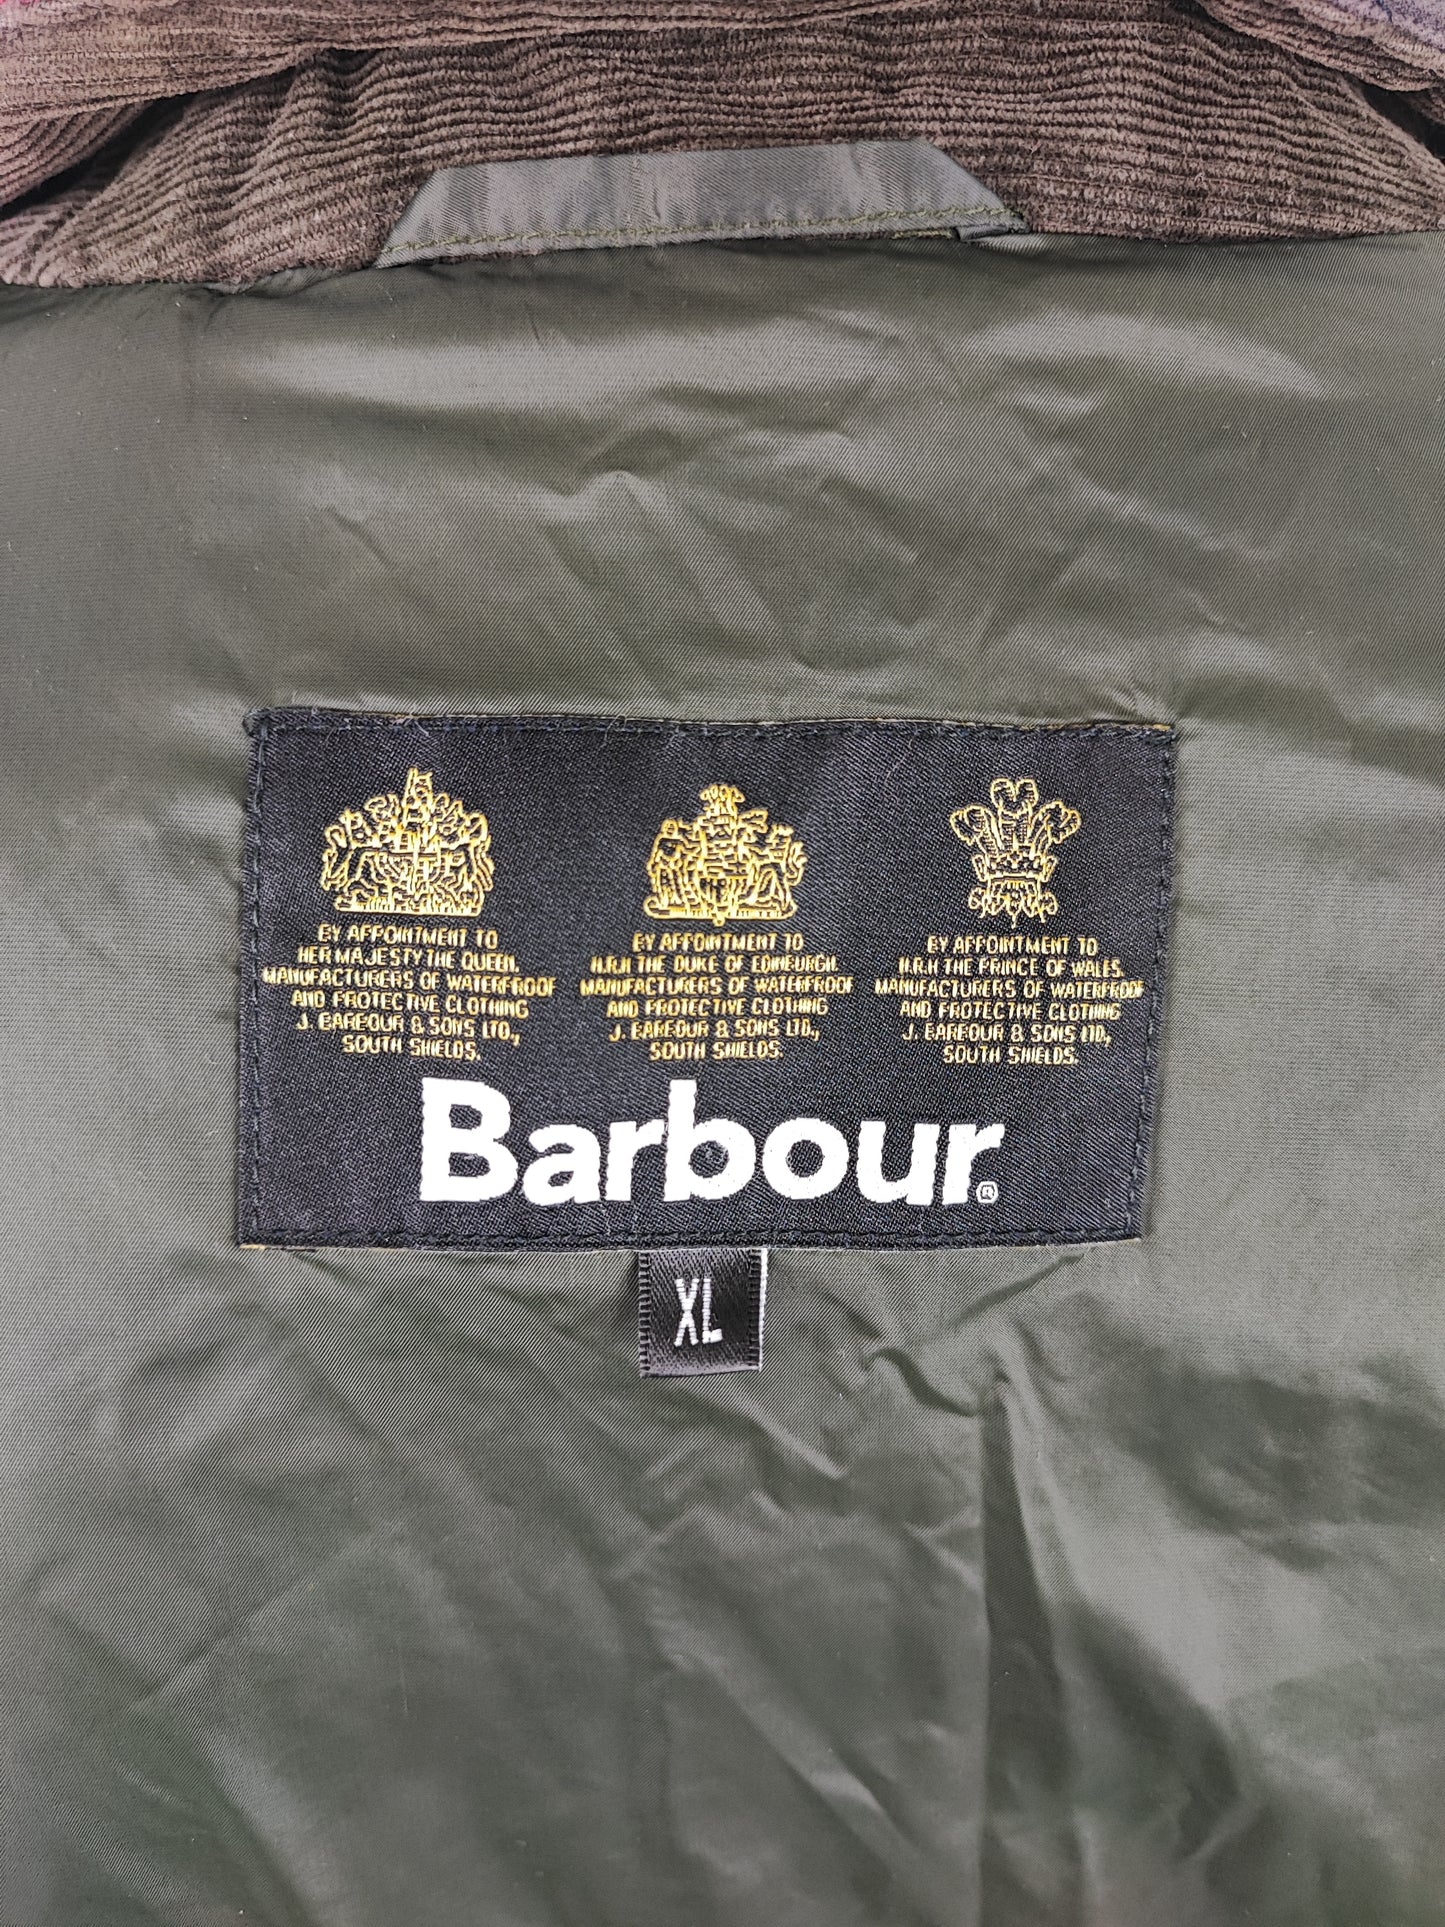 BY APPOINTMENT TO
HER MAJESTY THE QUEEN.
MANUFACTURERS OF WATERPROOF
AND PROTECTIVE CLOTHING
J. BARBOUR & SONS LTD.,
SOUTH SHIELDS.
BY APPOINTMENT TO
H.R.H THE DUKE OF EDINBURGH.
MANUFACTURERS OF WATERPROOF
AND PROTECTIVE CLOTHING
J. BARBOUR & SONS LTD.,
SOUTH SHIELDS.
BY APPOINTMENT TO
H.R.H THE PRINCE OF WALES.
MANUFACTURERS OF WATERPROOF
AND PROTECTIVE CLOTHING
J. BARBOUR & SONS LTD.,
SOUTH SHIELDS.
Barbour®
XL